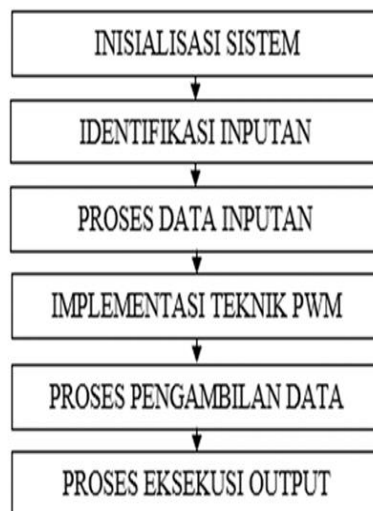 INISIALISASI SISTEM
IDENTIFIKASI INPUTAN
PROSES DATA INPUTAN
IMPLEMENTASI TEKNIK PWM
PROSES PENGAMBILAN DATA
PROSES EKSEKUSI OUTPUT